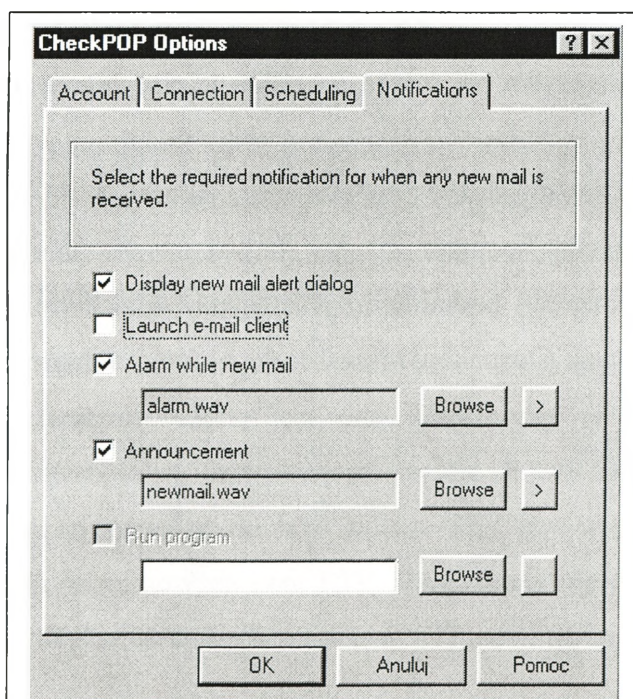 CheckPOP Options
? ×
Account Connection Scheduling Notifications
Select the required notification for when any new mail is
received.
Display new mail alert dialog
Launch e-mail client
Alarm while new mail
alarm.wav Browse >
Announcement
newmail.wav Browse >
Run program
Browse
OK Anuluj Pomoc